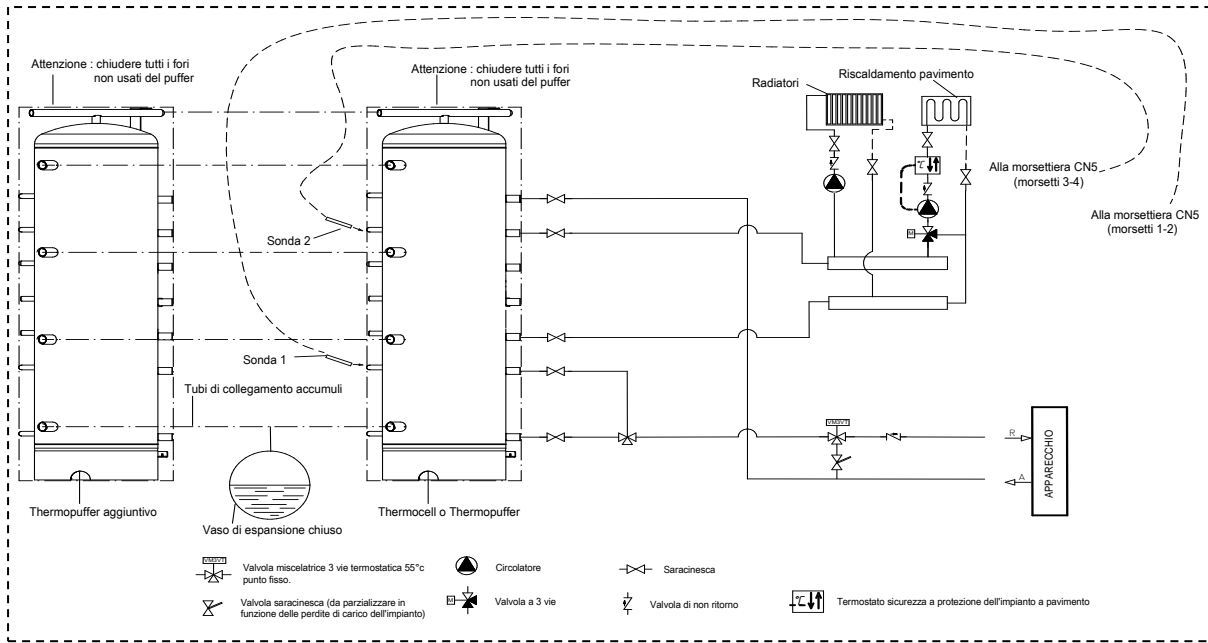 Attenzione : chiudere tutti i fori
non usati del puffer
Attenzione : chiudere tutti i fori
non usati del puffer
Radiatori
Riscaldamento pavimento
°C
Alla morsettiera CN5
(morsetti 3-4)
Alla morsettiera CN5
(morsetti 1-2)
Sonda 2
M
Sonda 1
Tubi di collegamento accumuli
VM3VT
R
A
APPARECCHIO
Thermopuffer aggiuntivo
Vaso di espansione chiuso
Thermocell o Thermopuffer
VM3VT
Valvola miscelatrice 3 vie termostatica 55°c
punto fisso.
Circolatore
Saracinesca
Valvola saracinesca (da parzializzare in
funzione delle perdite di carico dell'impianto)
M
Valvola a 3 vie
Valvola di non ritorno
°C
Termostato sicurezza a protezione dell'impianto a pavimento